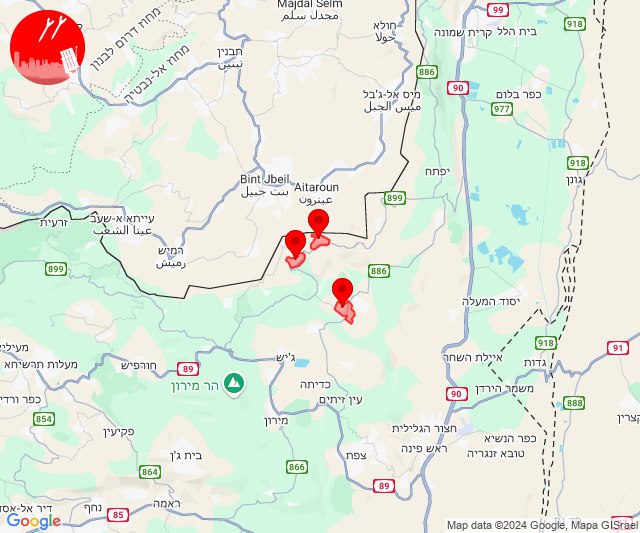 Majdal Selm
مجدل سلم
חולא
حولا
99
קרית שמונה
בית הלל
918
מחוז דרום לבנון
מחוז אל-נבטיה
תבנין
تبنين
886
90
מיס אל-ג'בל
ميس الجبل
כפר בלום
977
918
Bint Jbeil
بنت جبيل
Aitaroun
عيترون
יפתח
899
גונן
918
זרעית
עייתא א-שעב
عيتا الشعب
רמיש
رميش
899
886
יסוד המעלה
918
91
מעיליא
מעלות תרשיחא
חורפיש
89
ג'יש
איילת השחר
גדות
הר מירון
כדיתה
90
משמר הירדן
888
כפר ורדים
854
עין זיתים
מירון
פקיעין
חצור הגלילית
כפר הנשיא
ראש פינה
טובא זנגריה
864
בית ג'ן
866
צפת
89
דיר אל-אסד
נחף
85
ראמה
Google
Map data ©2024 Google, Mapa GISrael